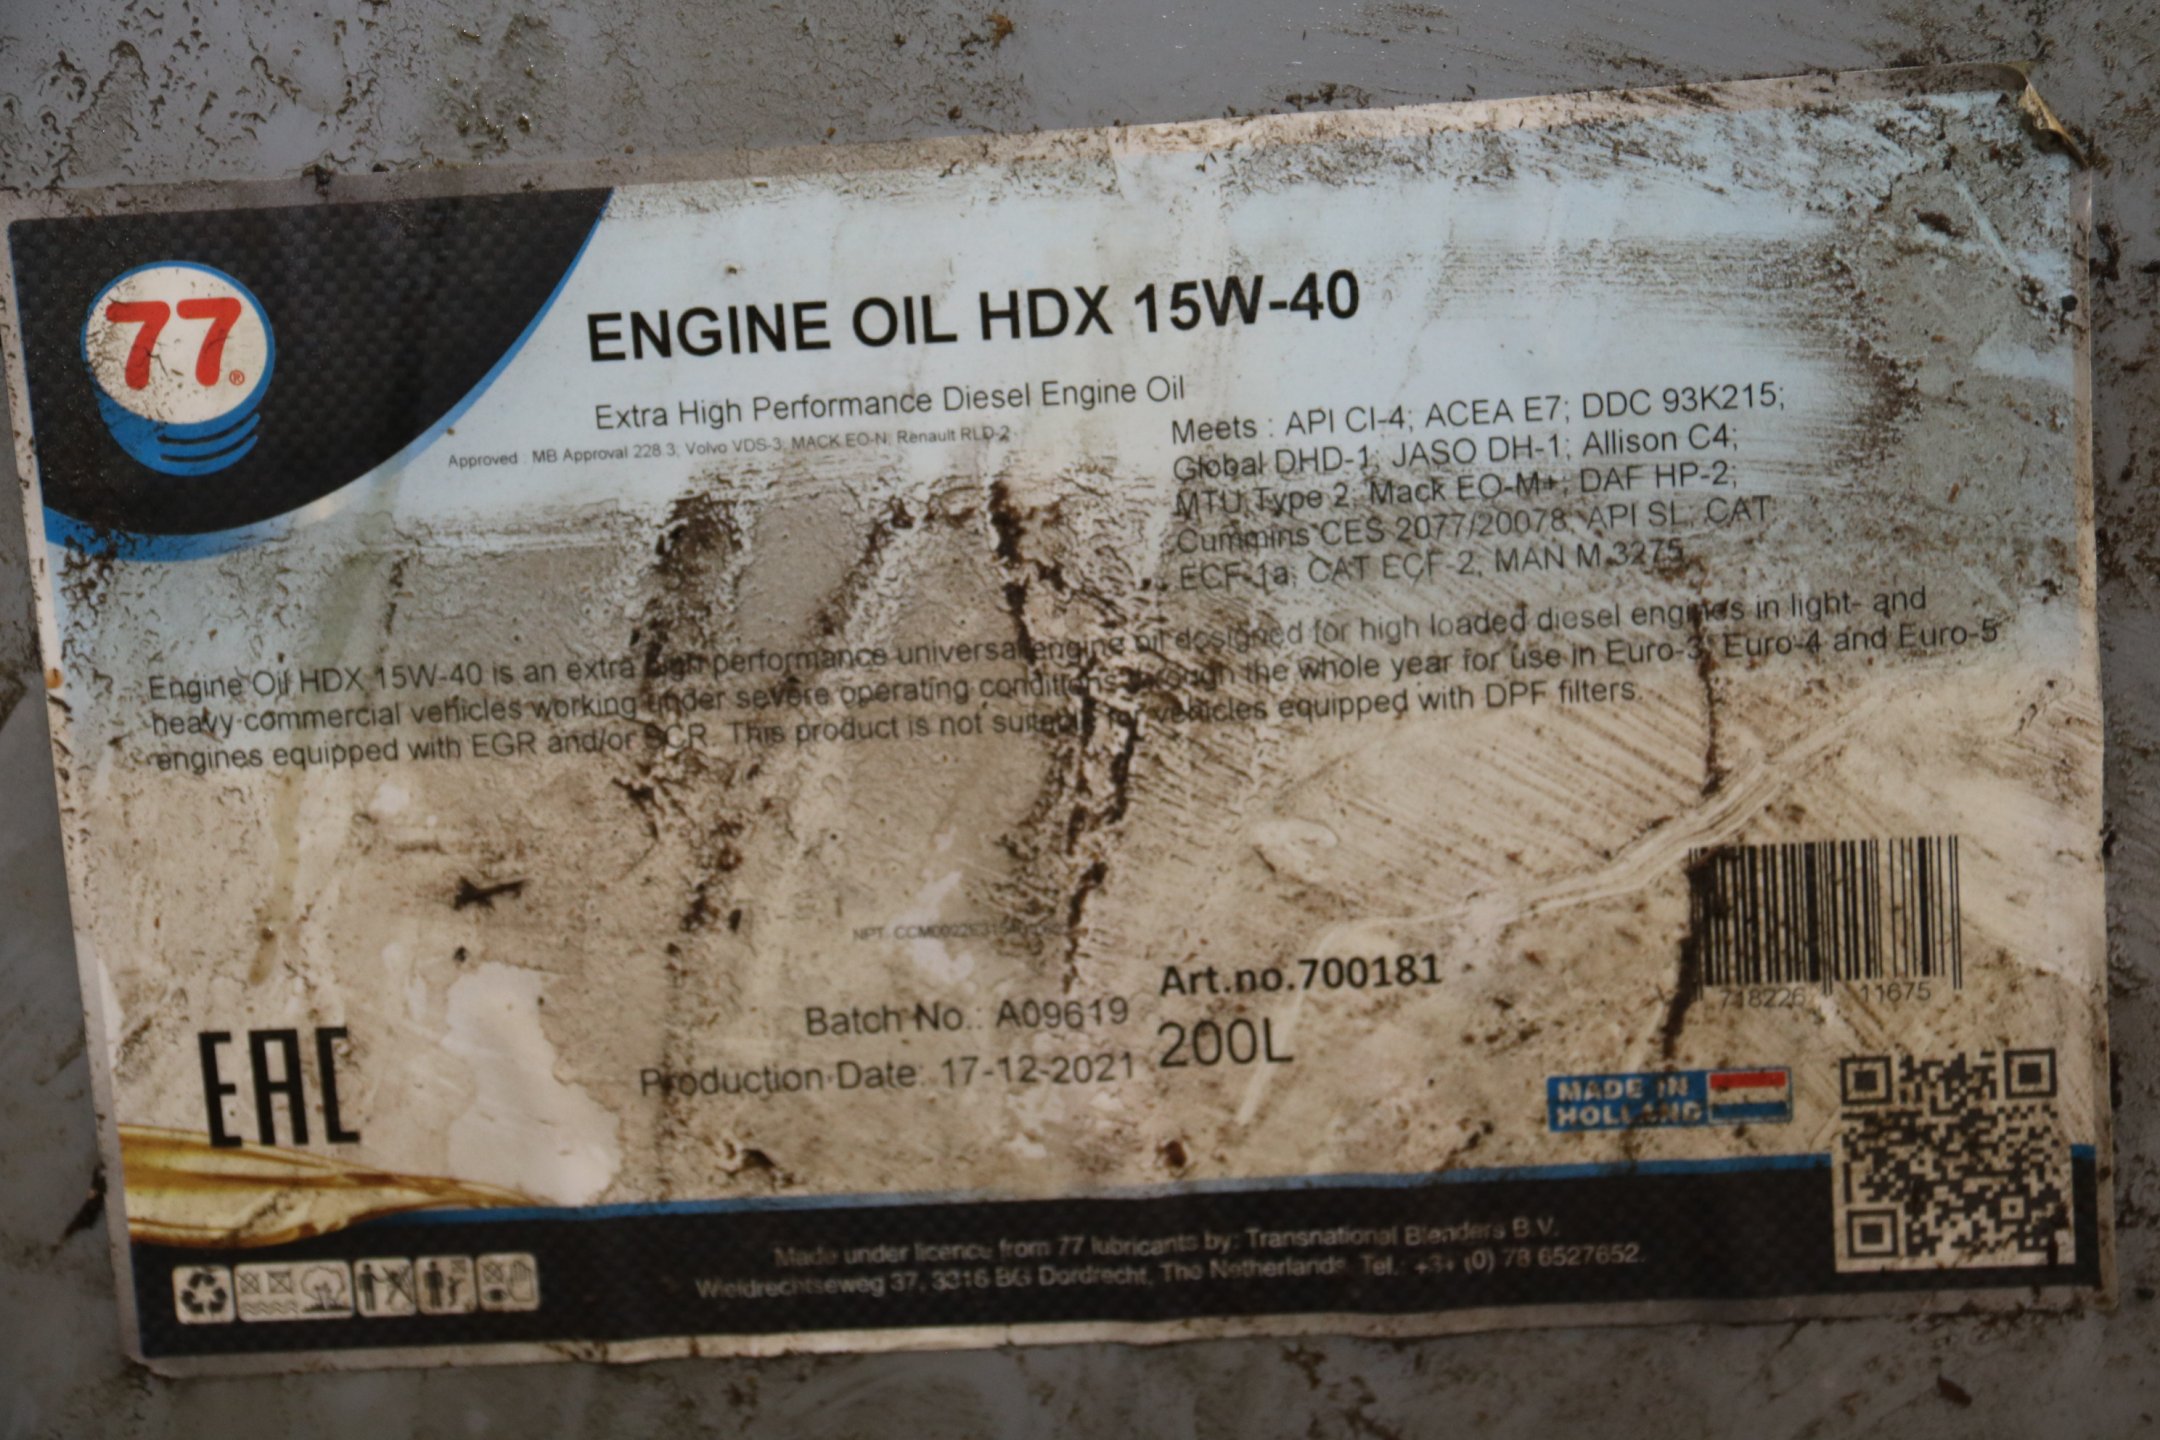 77®
ENGINE OIL HDX 15W-40
Extra High Performance Diesel Engine Oil
Approved : MB Approval 228.3; Volvo VDS-3; MACK EO-N; Renault RLD-2
Meets : API CI-4; ACEA E7; DDC 93K215;
Global DHD-1; JASO DH-1; Allison C4;
MTU Type 2; Mack EO-M+; DAF HP-2;
Cummins CES 2077/20078; API SL; CAT
ECF-1a; CAT ECF-2; MAN M 3275
Engine Oil HDX 15W-40 is an extra high performance universal engine oil designed for high loaded diesel engines in light- and
heavy commercial vehicles working under severe operating conditions through the whole year for use in Euro-3, Euro-4 and Euro-5
engines equipped with EGR and/or SCR. This product is not suitable for vehicles equipped with DPF filters.
NPT:
Art.no.700181
Batch No.: A09619
200L
Production Date: 17-12-2021
718226 11675
EAC
MADE IN
HOLLAND
Made under licence from 77 lubricants by: Transnational Blenders B.V.
Wieldrechtseweg 37, 3316 BG Dordrecht, The Netherlands. Tel.: +31 (0) 78 6527652.